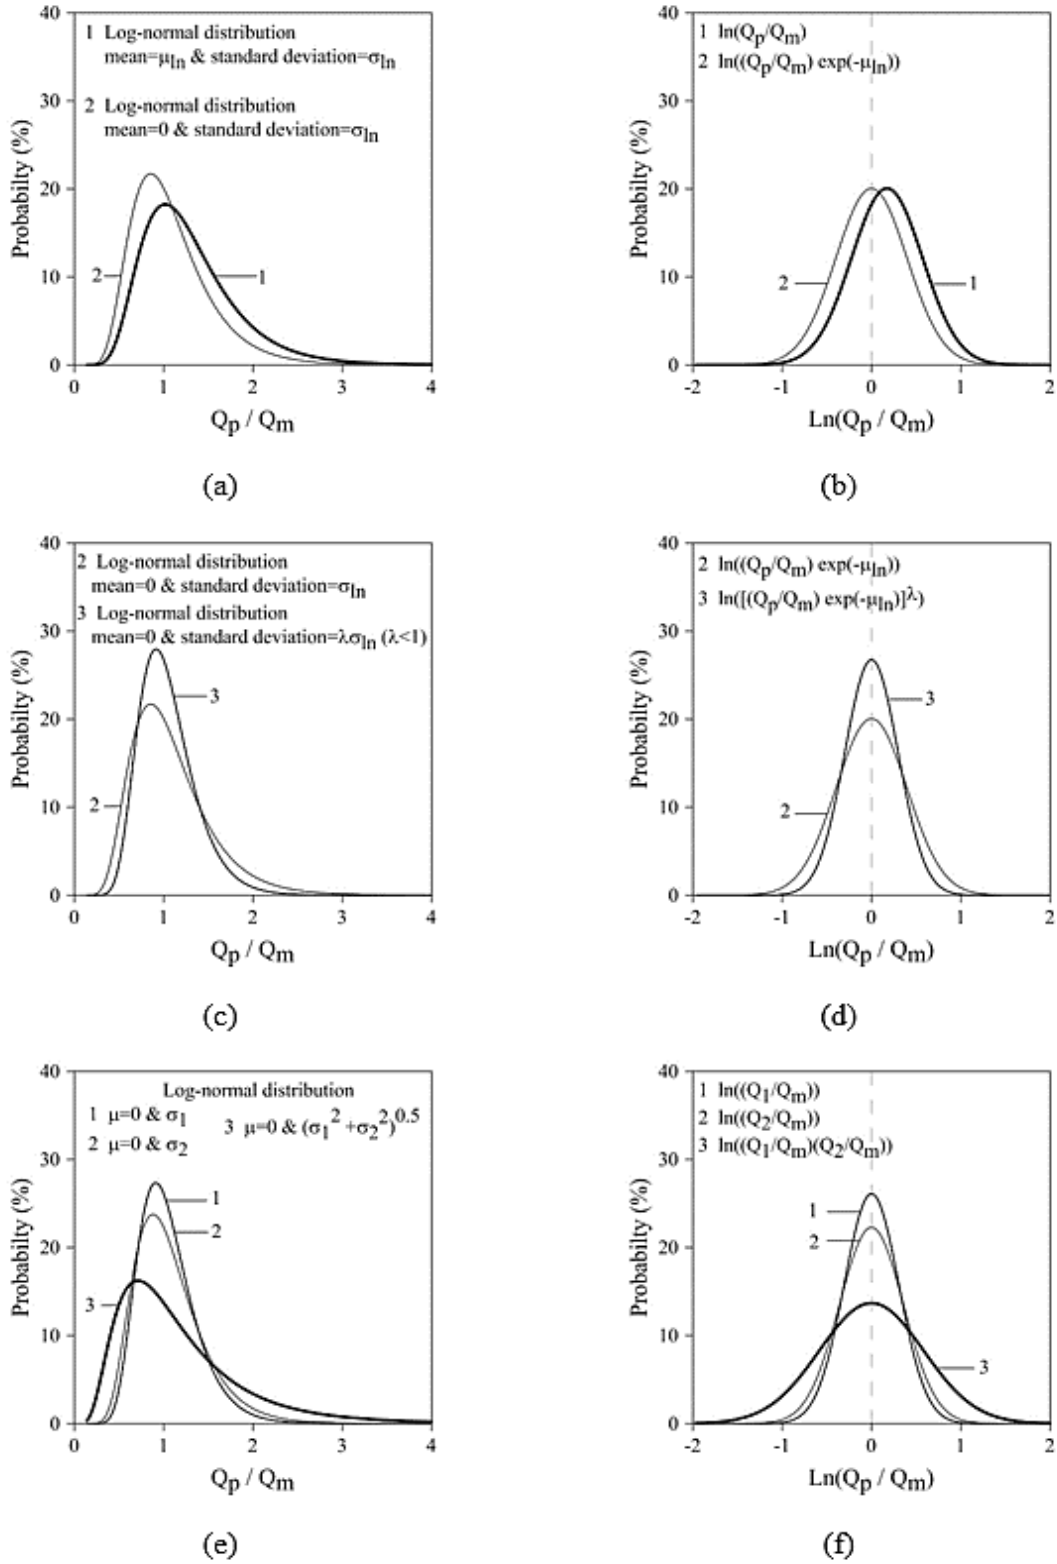 40
30
20
10
0
Probabilty (%)
1 Log-normal distribution
mean=μln & standard deviation=σln
2 Log-normal distribution
mean=0 & standard deviation=σln
2
1
0 1 2 3 4
Qp / Qm
(a)
40
30
20
10
0
Probabilty (%)
1 ln(Qp/Qm)
2 ln((Qp/Qm) exp(-μln))
2
1
-2 -1 0 1 2
Ln(Qp / Qm)
(b)
40
30
20
10
0
Probabilty (%)
2 Log-normal distribution
mean=0 & standard deviation=σln
3 Log-normal distribution
mean=0 & standard deviation=λσln (λ<1)
3
2
0 1 2 3 4
Qp / Qm
(c)
40
30
20
10
0
Probabilty (%)
2 ln((Qp/Qm) exp(-μln))
3 ln([(Qp/Qm) exp(-μln)]^λ)
3
2
-2 -1 0 1 2
Ln(Qp / Qm)
(d)
40
30
20
10
0
Probabilty (%)
Log-normal distribution
1 μ=0 & σ1
2 μ=0 & σ2
3 μ=0 & (σ1^2 +σ2^2)^0.5
1
2
3
0 1 2 3 4
Qp / Qm
(e)
40
30
20
10
0
Probabilty (%)
1 ln((Q1/Qm))
2 ln((Q2/Qm))
3 ln((Q1/Qm)(Q2/Qm))
1
2
3
-2 -1 0 1 2
Ln(Qp / Qm)
(f)